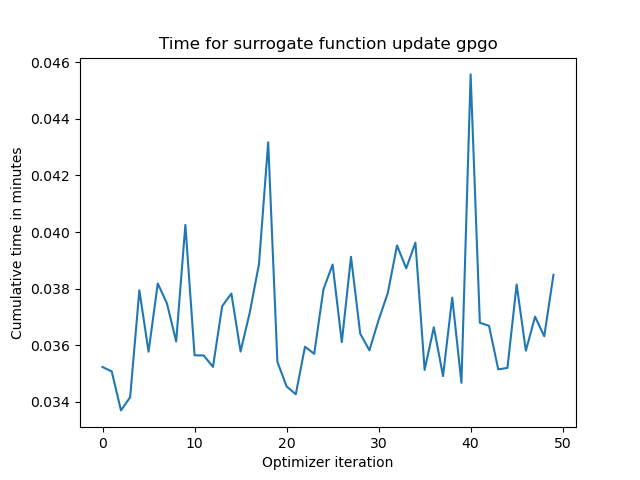 Time for surrogate function update gpgo
Cumulative time in minutes
0.046
0.044
0.042
0.040
0.038
0.036
0.034
0 10 20 30 40 50
Optimizer iteration